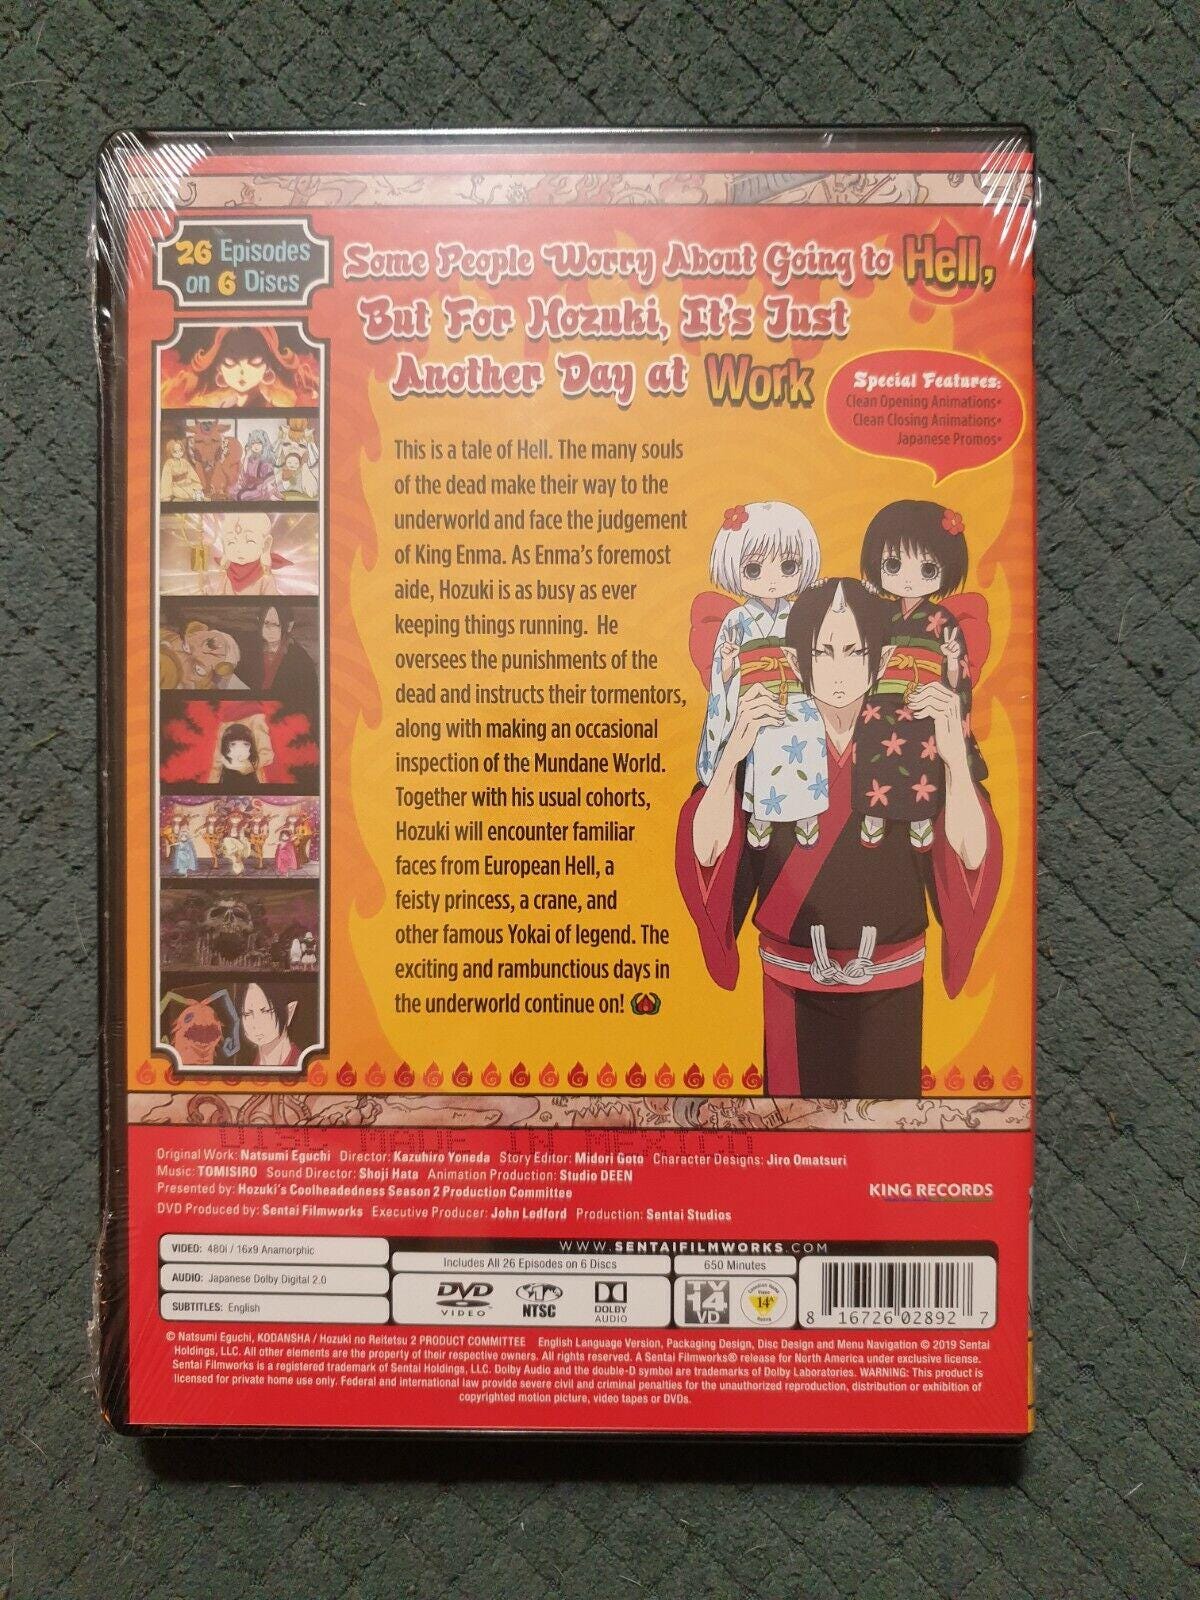 26 Episodes
on 6 Discs
Some People Worry About Going to Hell,
But For Hozuki, It's Just
Another Day at Work
Special Features:
Clean Opening Animations•
Clean Closing Animations•
Japanese Promos•
This is a tale of Hell. The many souls
of the dead make their way to the
underworld and face the judgement
of King Enma. As Enma's foremost
aide, Hozuki is as busy as ever
keeping things running. He
oversees the punishments of the
dead and instructs their tormentors,
along with making an occasional
inspection of the Mundane World.
Together with his usual cohorts,
Hozuki will encounter familiar
faces from European Hell, a
feisty princess, a crane, and
other famous Yokai of legend. The
exciting and rambunctious days in
the underworld continue on!
DISC MADE IN MEXICO
Original Work: Natsumi Eguchi Director: Kazuhiro Yoneda Story Editor: Midori Goto Character Designs: Jiro Omatsuri
Music: TOMISIRO Sound Director: Shoji Hata Animation Production: Studio DEEN
Presented by: Hozuki's Coolheadedness Season 2 Production Committee
DVD Produced by: Sentai Filmworks Executive Producer: John Ledford Production: Sentai Studios
KING RECORDS
WWW.SENTAIFILMWORKS.COM
VIDEO: 480i / 16x9 Anamorphic
AUDIO: Japanese Dolby Digital 2.0
SUBTITLES: English
Includes All 26 Episodes on 6 Discs
650 Minutes
DVD VIDEO
NTSC
DOLBY AUDIO
TV 14 VD
Canadian Home Video 14A
8 16726 02892 7
© Natsumi Eguchi, KODANSHA / Hozuki no Reitetsu 2 PRODUCT COMMITTEE English Language Version, Packaging Design, Disc Design and Menu Navigation © 2019 Sentai
Holdings, LLC. All other elements are the property of their respective owners. All rights reserved. A Sentai Filmworks® release for North America under exclusive license.
Sentai Filmworks is a registered trademark of Sentai Holdings, LLC. Dolby Audio and the double-D symbol are trademarks of Dolby Laboratories. WARNING: This product is
licensed for private home use only. Federal and international law provide severe civil and criminal penalties for the unauthorized reproduction, distribution or exhibition of
copyrighted motion picture, video tapes or DVDs.